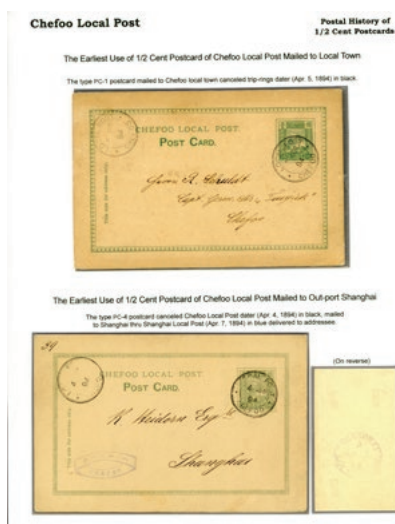 Chefoo Local Post
Postal History of
1/2 Cent Postcards
The Earliest Use of 1/2 Cent Postcard of Chefoo Local Post Mailed to Local Town
The type PC-1 postcard mailed to Chefoo local town canceled trip-rings dater (Apr. 5, 1894) in black.
CHEFOO LOCAL POST.
POST CARD.
Herrn A. Schmidt
Chefoo
The Earliest Use of 1/2 Cent Postcard of Chefoo Local Post Mailed to Out-port Shanghai
The type PC-4 postcard canceled Chefoo Local Post dater (Apr. 4, 1894) in black, mailed
to Shanghai thru Shanghai Local Post (Apr. 7, 1894) in blue delivered to addressee.
(On reverse)
CHEFOO LOCAL POST
POST CARD.
Shanghai